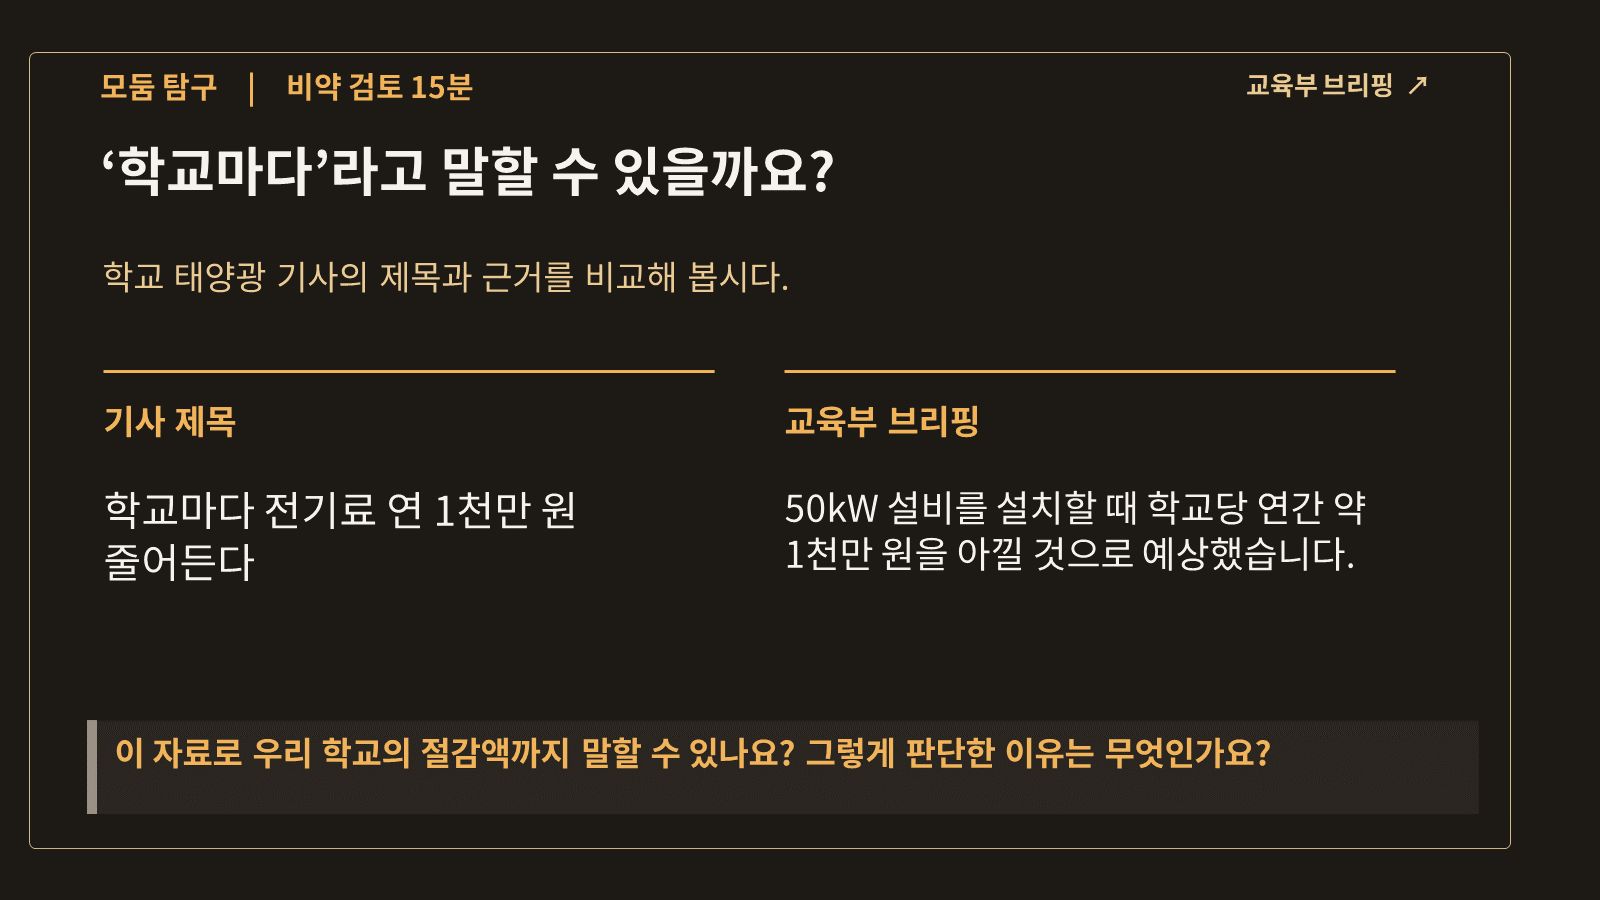 모둠 탐구 | 비약 검토 15분
교육부 브리핑 ↗
‘학교마다’라고 말할 수 있을까요?
학교 태양광 기사의 제목과 근거를 비교해 봅시다.
기사 제목
학교마다 전기료 연 1천만 원
줄어든다
교육부 브리핑
50kW 설비를 설치할 때 학교당 연간 약
1천만 원을 아낄 것으로 예상했습니다.
이 자료로 우리 학교의 절감액까지 말할 수 있나요? 그렇게 판단한 이유는 무엇인가요?